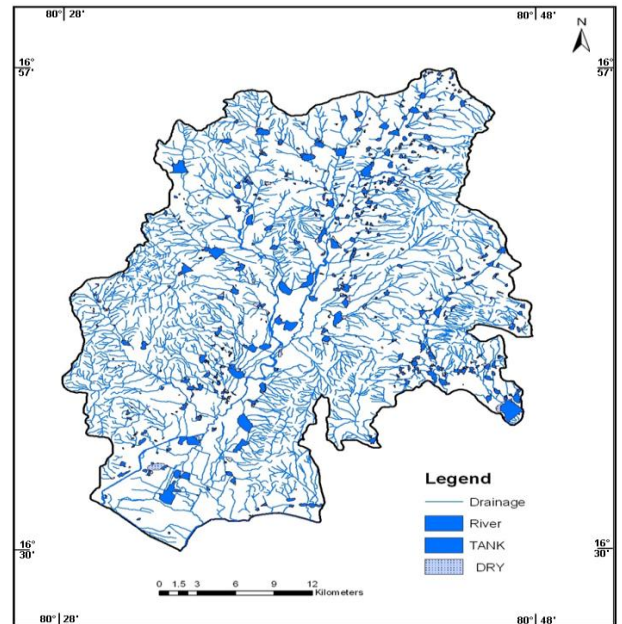 80° 28' 80° 48'
N
16° 57' 16° 57'
Legend
Drainage
River
TANK
DRY
16° 30' 16° 30'
0 1.5 3 6 9 12
Kilometers
80° 28' 80° 48'